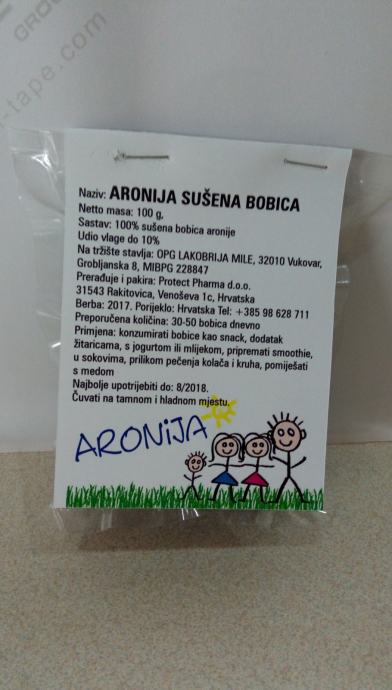 GRO
-tape.com
Naziv: ARONIJA SUŠENA BOBICA
Netto masa: 100 g,
Sastav: 100% sušena bobica aronije
Udio vlage do 10%
Na tržište stavlja: OPG LAKOBRIJA MILE, 32010 Vukovar,
Grobljanska 8, MIBPG 228847
Prerađuje i pakira: Protect Pharma d.o.o.
31543 Rakitovica, Venoševa 1c, Hrvatska
Berba: 2017. Porijeklo: Hrvatska Tel: +385 98 628 711
Preporučena količina: 30-50 bobica dnevno
Primjena: konzumirati bobice kao snack, dodatak
žitaricama, s jogurtom ili mlijekom, pripremati smoothie,
u sokovima, prilikom pečenja kolača i kruha, pomiješati
s medom
Najbolje upotrijebiti do: 8/2018.
Čuvati na tamnom i hladnom mjestu.
ARONiJA